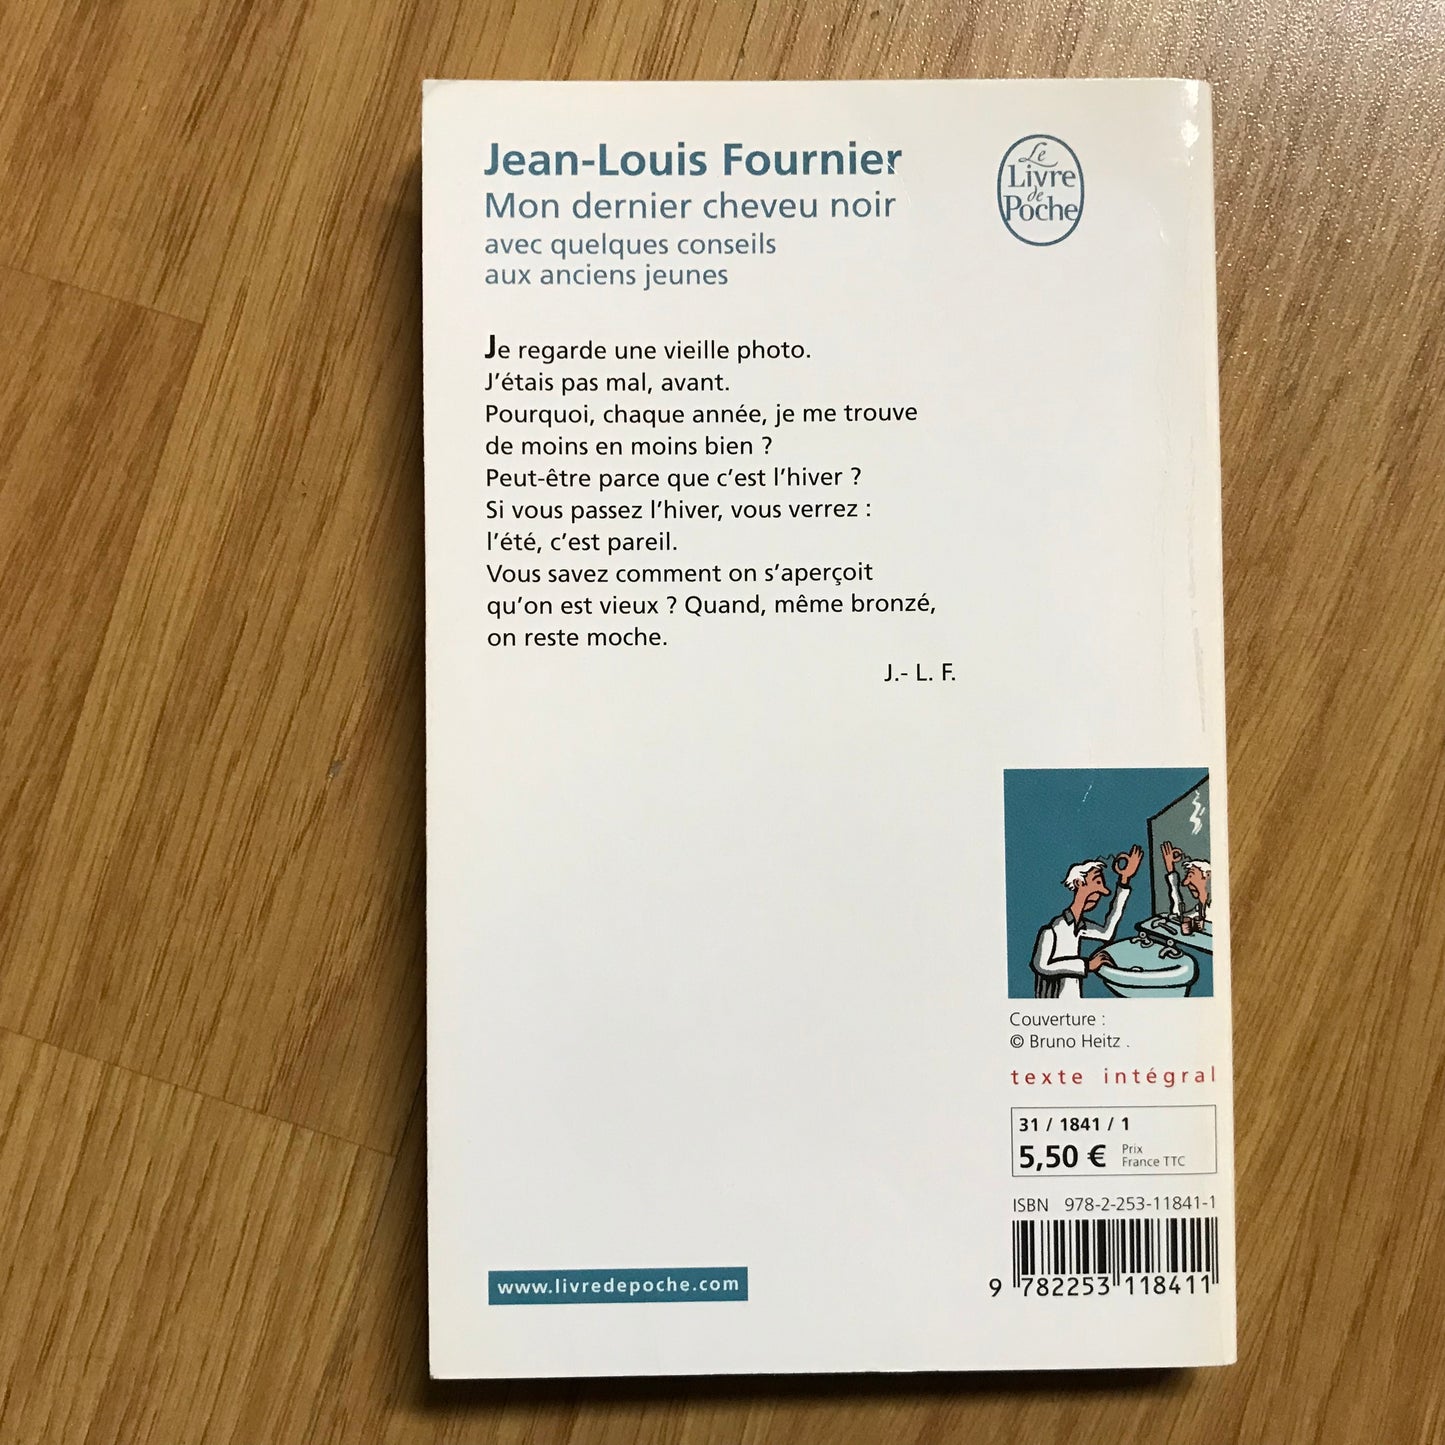 Jean-Louis Fournier
Mon dernier cheveu noir
avec quelques conseils
aux anciens jeunes
Le
Livre
de
Poche
Je regarde une vieille photo.
J'étais pas mal, avant.
Pourquoi, chaque année, je me trouve
de moins en moins bien ?
Peut-être parce que c'est l'hiver ?
Si vous passez l'hiver, vous verrez :
l'été, c'est pareil.
Vous savez comment on s'aperçoit
qu'on est vieux ? Quand, même bronzé,
on reste moche.
J.- L. F.
Couverture :
© Bruno Heitz .
texte intégral
31 / 1841 / 1
5,50 € Prix
France TTC
ISBN 978-2-253-11841-1
9 782253 118411
www.livredepoche.com